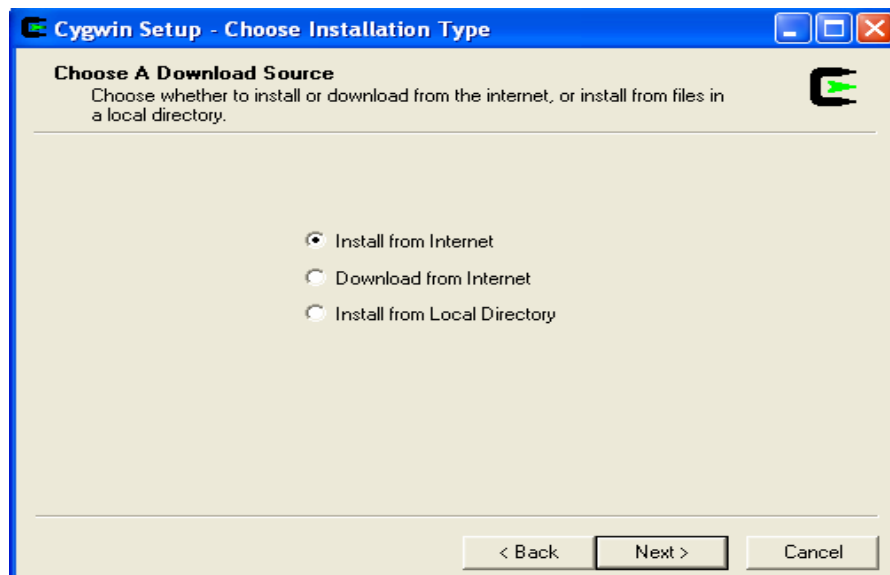 Cygwin Setup - Choose Installation Type
Choose A Download Source
Choose whether to install or download from the internet, or install from files in
a local directory.
Install from Internet
Download from Internet
Install from Local Directory
< Back Next > Cancel